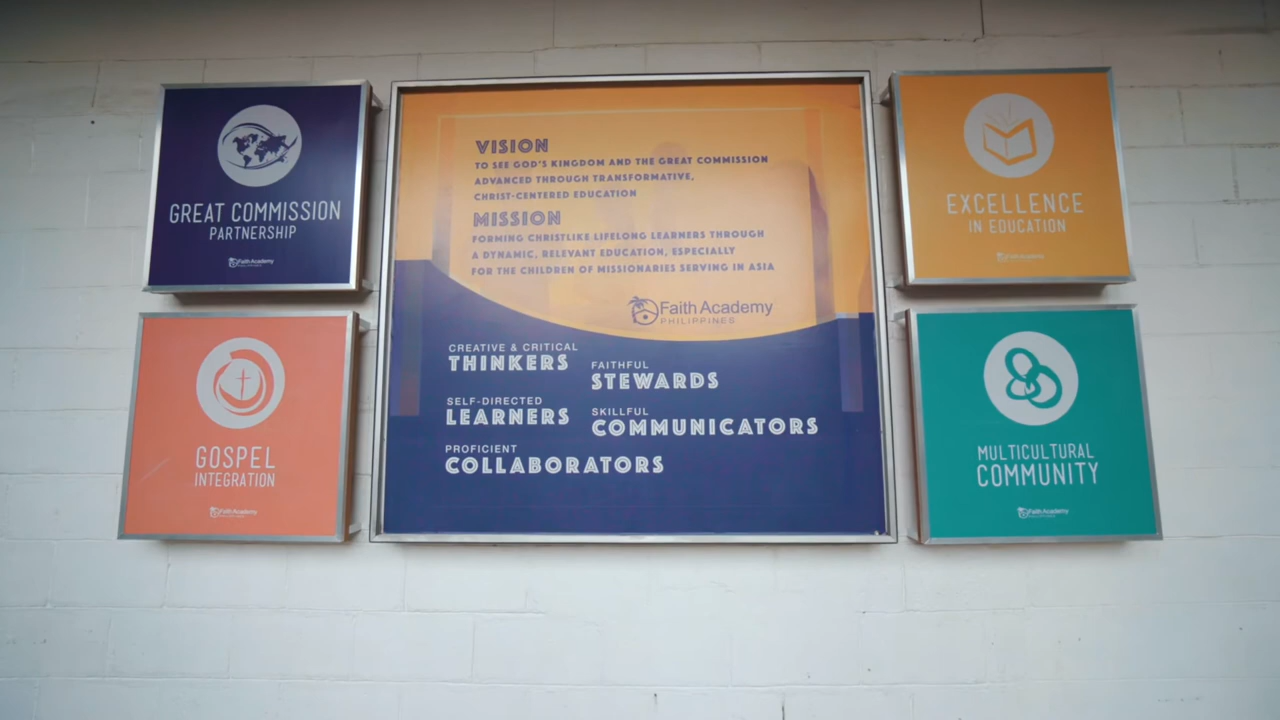 GREAT COMMISSION
PARTNERSHIP
Faith Academy
GOSPEL
INTEGRATION
Faith Academy
VISION
TO SEE GOD'S KINGDOM AND THE GREAT COMMISSION
ADVANCED THROUGH TRANSFORMATIVE,
CHRIST-CENTERED EDUCATION
MISSION
FORMING CHRISTLIKE LIFELONG LEARNERS THROUGH
A DYNAMIC, RELEVANT EDUCATION, ESPECIALLY
FOR THE CHILDREN OF MISSIONARIES SERVING IN ASIA
Faith Academy
PHILIPPINES
CREATIVE & CRITICAL
THINKERS
FAITHFUL
STEWARDS
SELF-DIRECTED
LEARNERS
SKILLFUL
COMMUNICATORS
PROFICIENT
COLLABORATORS
EXCELLENCE
IN EDUCATION
Faith Academy
MULTICULTURAL
COMMUNITY
Faith Academy